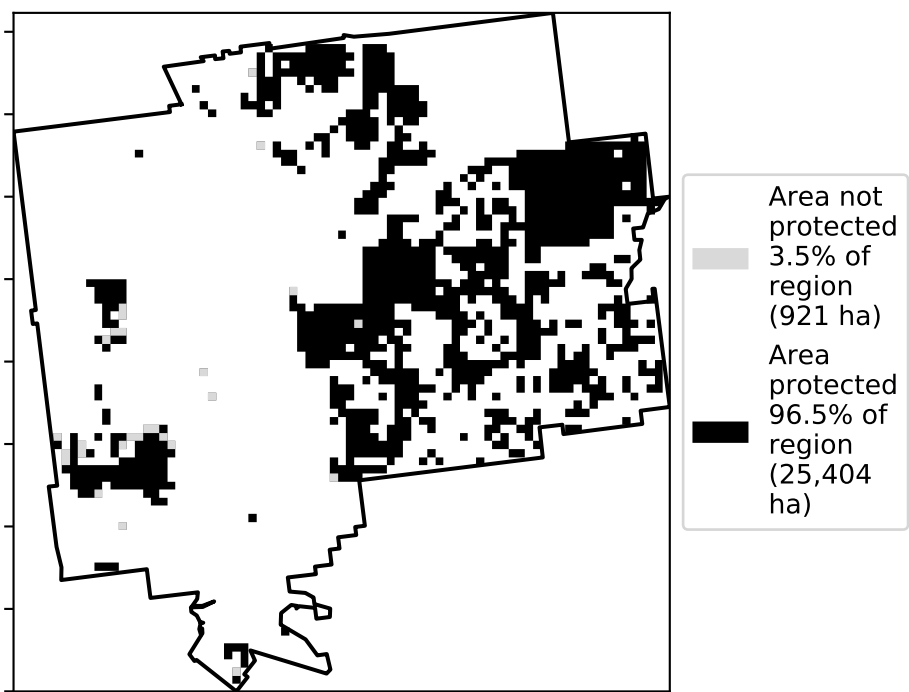 Area not
protected
3.5% of
region
(921 ha)
Area
protected
96.5% of
region
(25,404
ha)